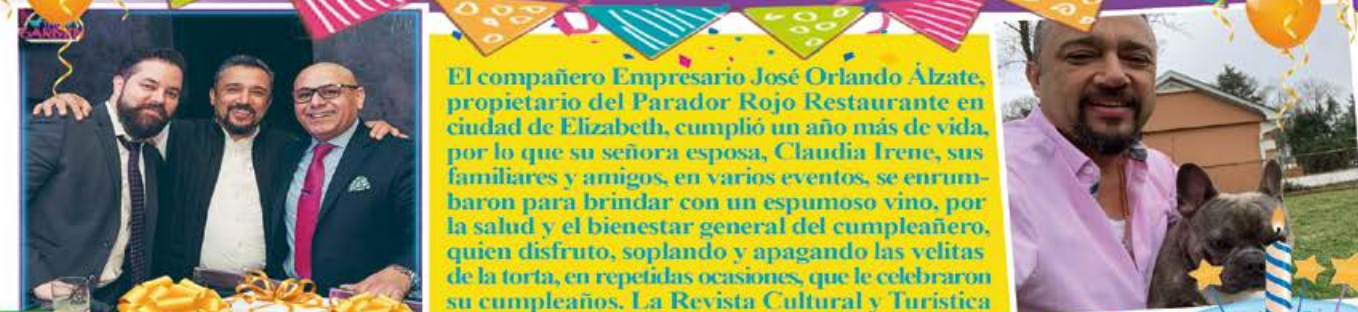 GANDER
El compañero Empresario José Orlando Álzate,
propietario del Parador Rojo Restaurante en
ciudad de Elizabeth, cumplió un año más de vida,
por lo que su señora esposa, Claudia Irene, sus
familiares y amigos, en varios eventos, se enrum-
baron para brindar con un espumoso vino, por
la salud y el bienestar general del cumpleañero,
quien disfruto, soplando y apagando las velitas
de la torta, en repetidas ocasiones, que le celebraron
su cumpleaños. La Revista Cultural y Turistica